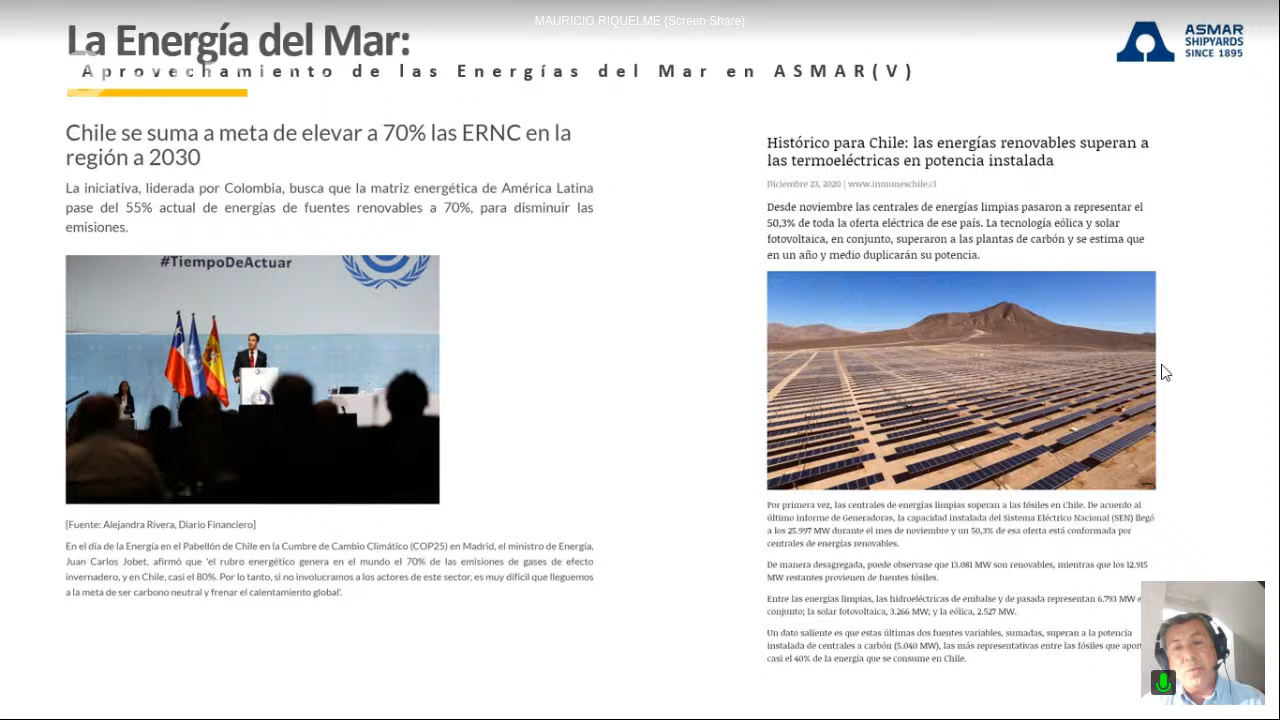 MAURICIO RIQUELME (Screen Share)
La Energía del Mar:
Aprovechamiento de las Energías del Mar en ASMAR(V)
ASMAR
SHIPYARDS
SINCE 1895
Chile se suma a meta de elevar a 70% las ERNC en la
región a 2030
La iniciativa, liderada por Colombia, busca que la matriz energética de América Latina
pase del 55% actual de energías de fuentes renovables a 70%, para disminuir las
emisiones.
#TiempoDeActuar
[Fuente: Alejandra Rivera, Diario Financiero]
En el día de la Energía en el Pabellón de Chile en la Cumbre de Cambio Climático (COP25) en Madrid, el ministro de Energía,
Juan Carlos Jobet, afirmó que 'el rubro energético genera en el mundo el 70% de las emisiones de gases de efecto
invernadero, y en Chile, casi el 80%. Por lo tanto, si no involucramos a los actores de este sector, es muy difícil que lleguemos
a la meta de ser carbono neutral y frenar el calentamiento global'.
Histórico para Chile: las energías renovables superan a
las termoeléctricas en potencia instalada
Diciembre 23, 2020 | www.inmuneschile.cl
Desde noviembre las centrales de energías limpias pasaron a representar el
50,3% de toda la oferta eléctrica de ese país. La tecnología eólica y solar
fotovoltaica, en conjunto, superaron a las plantas de carbón y se estima que
en un año y medio duplicarán su potencia.
Por primera vez, las centrales de energías limpias superan a las fósiles en Chile. De acuerdo al
último informe de Generadoras, la capacidad instalada del Sistema Eléctrico Nacional (SEN) llegó
a los 25.997 MW durante el mes de noviembre y un 50,3% de esa oferta está conformada por
centrales de energías renovables.
De manera desagregada, puede observase que 13.081 MW son renovables, mientras que los 12.915
MW restantes provienen de fuentes fósiles.
Entre las energías limpias, las hidroeléctricas de embalse y de pasada representan 6.793 MW e
conjunto; la solar fotovoltaica, 3.266 MW; y la eólica, 2.527 MW.
Un dato saliente es que estas últimas dos fuentes variables, sumadas, superan a la potencia
instalada de centrales a carbón (5.040 MW), las más representativas entre las fósiles que apor
casi el 40% de la energía que se consume en Chile.